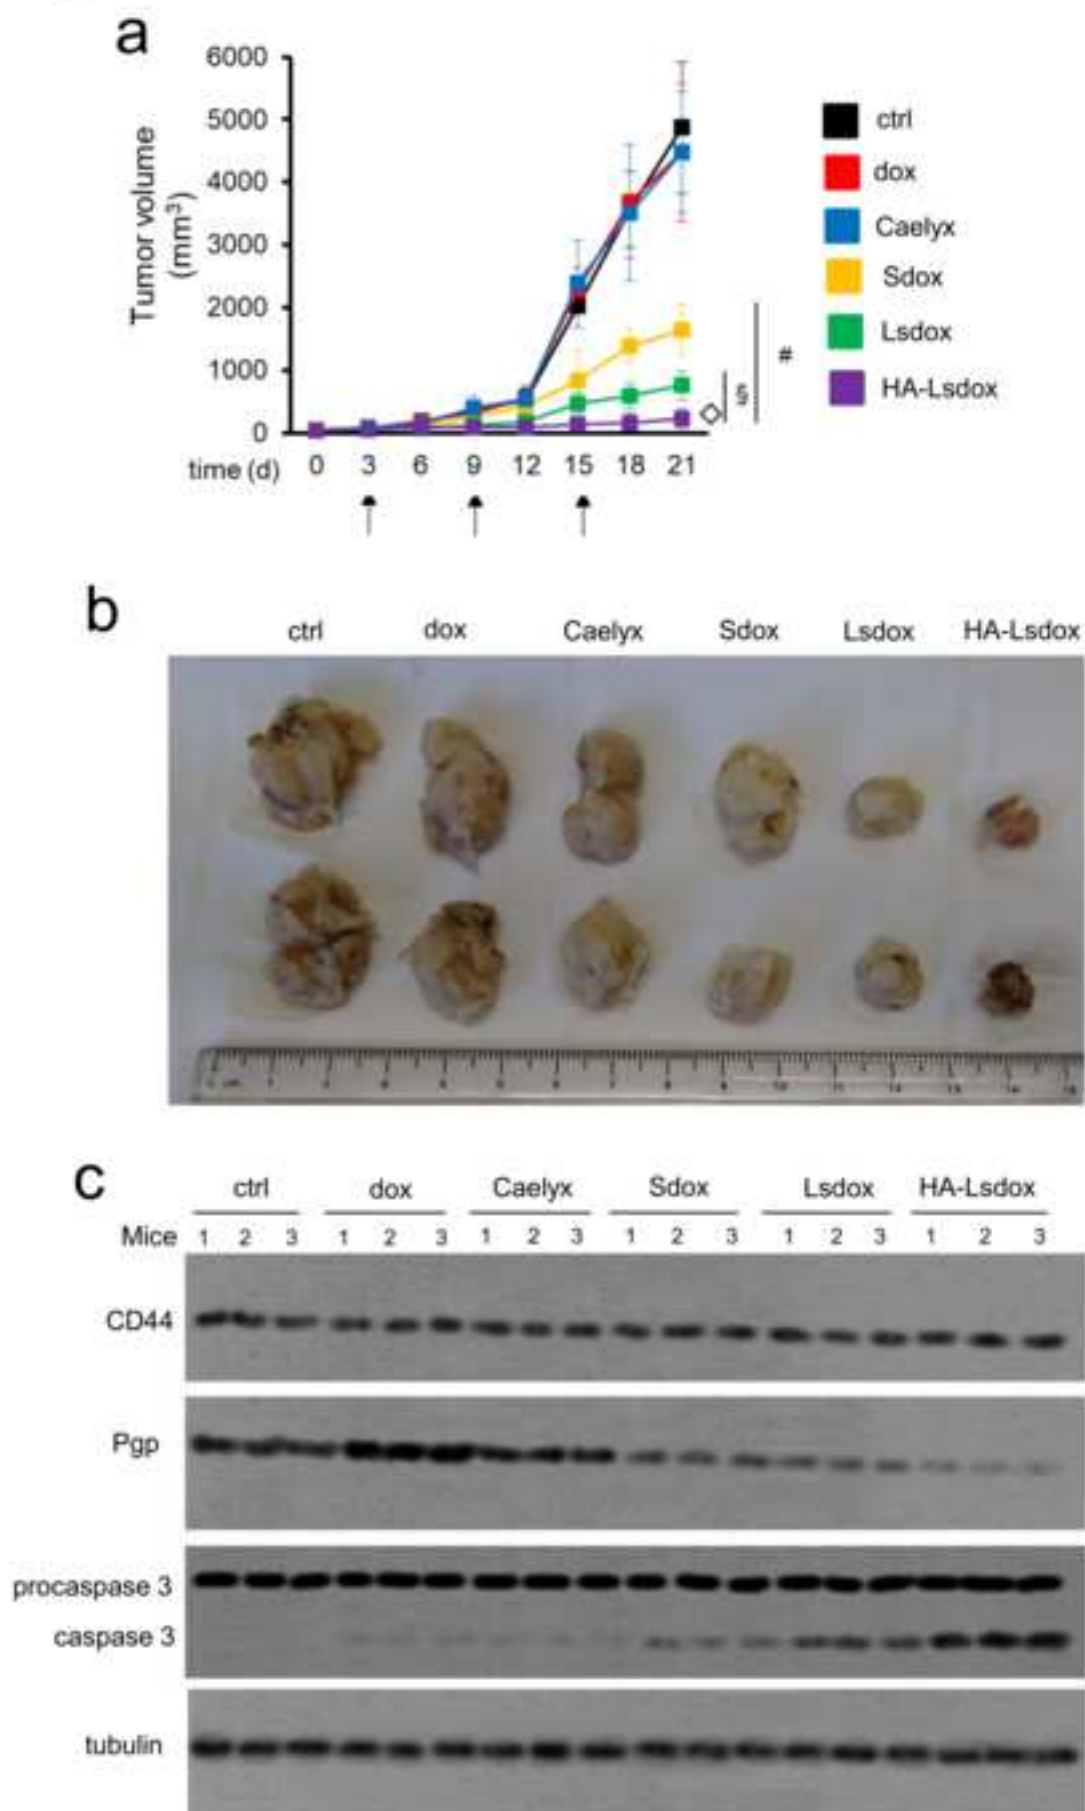 a
6000
5000
4000
3000
2000
1000
0
Tumor volume
(mm³)
time (d) 0 3 6 9 12 15 18 21
◇ § #
ctrl
dox
Caelyx
Sdox
Lsdox
HA-Lsdox
b
ctrl dox Caelyx Sdox Lsdox HA-Lsdox
c
ctrl dox Caelyx Sdox Lsdox HA-Lsdox
Mice 1 2 3 1 2 3 1 2 3 1 2 3 1 2 3 1 2 3
CD44
Pgp
procaspase 3
caspase 3
tubulin